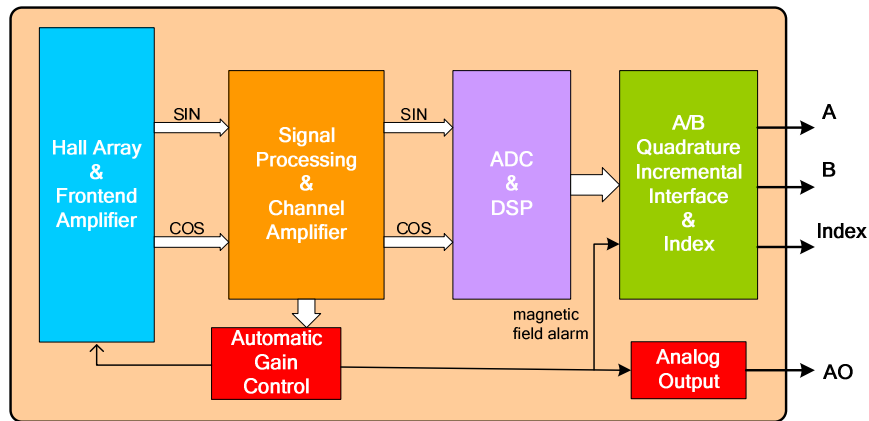 Hall Array
&
Frontend
Amplifier
SIN
COS
Signal
Processing
&
Channel
Amplifier
SIN
COS
ADC
&
DSP
A/B
Quadrature
Incremental
Interface
&
Index
A
B
Index
magnetic
field alarm
Automatic
Gain
Control
Analog
Output
AO